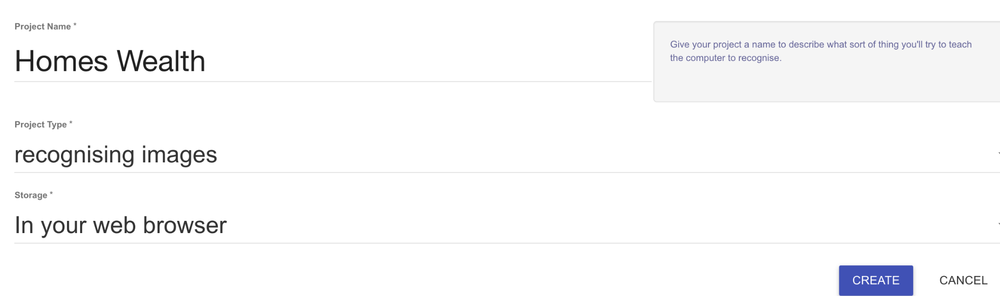 Project Name *
Homes Wealth
Give your project a name to describe what sort of thing you'll try to teach
the computer to recognise.
Project Type *
recognising images
Storage *
In your web browser
CREATE
CANCEL